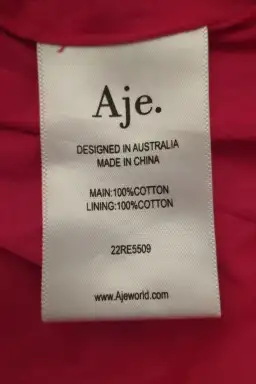 Aje.
DESIGNED IN AUSTRALIA
MADE IN CHINA
MAIN:100%COTTON
LINING:100%COTTON
22RE5509
www.Ajeworld.com